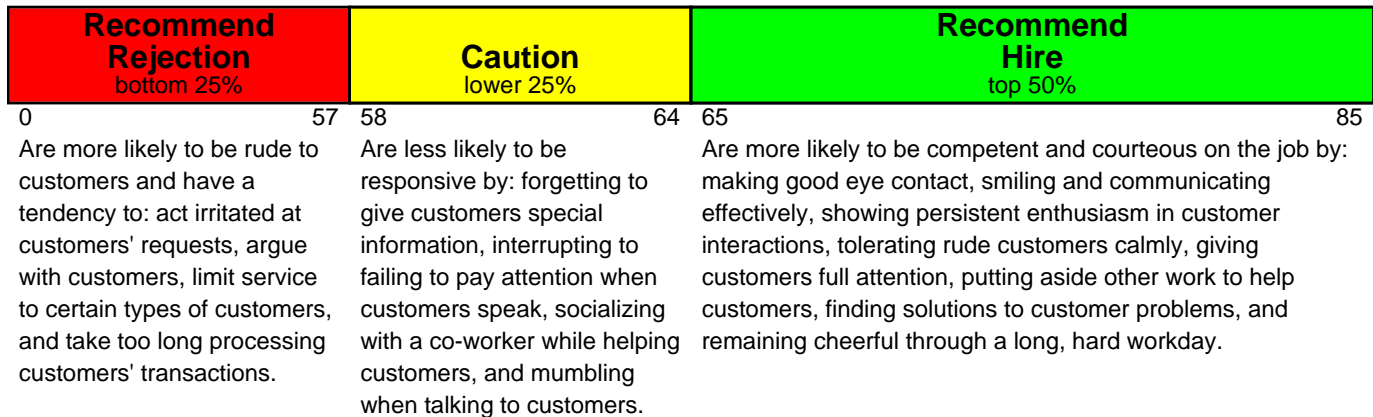 Recommend
Rejection
bottom 25%
Caution
lower 25%
Recommend
Hire
top 50%
0 57 58 64 65 85
Are more likely to be rude to
customers and have a
tendency to: act irritated at
customers' requests, argue
with customers, limit service
to certain types of customers,
and take too long processing
customers' transactions.
Are less likely to be
responsive by: forgetting to
give customers special
information, interrupting to
failing to pay attention when
customers speak, socializing
with a co-worker while helping
customers, and mumbling
when talking to customers.
Are more likely to be competent and courteous on the job by:
making good eye contact, smiling and communicating
effectively, showing persistent enthusiasm in customer
interactions, tolerating rude customers calmly, giving
customers full attention, putting aside other work to help
customers, finding solutions to customer problems, and
remaining cheerful through a long, hard workday.